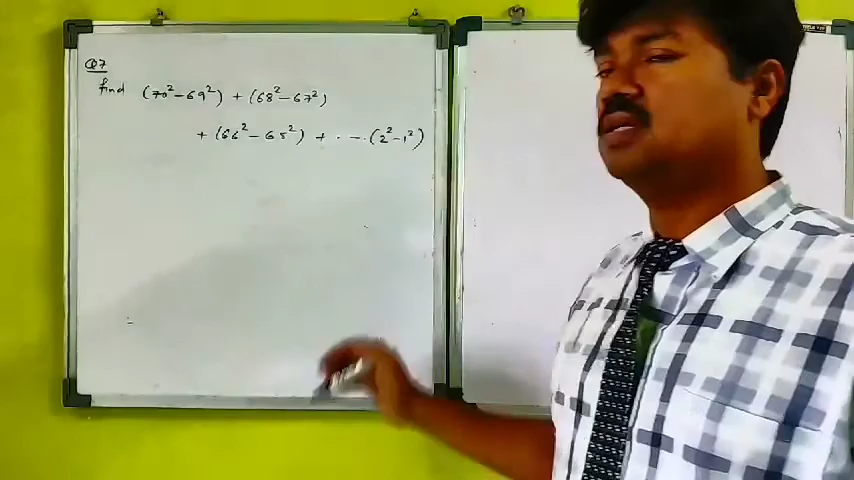 Q7
find (70² - 69²) + (68² - 67²)
+ (66² - 65²) + · — · (2² - 1²)